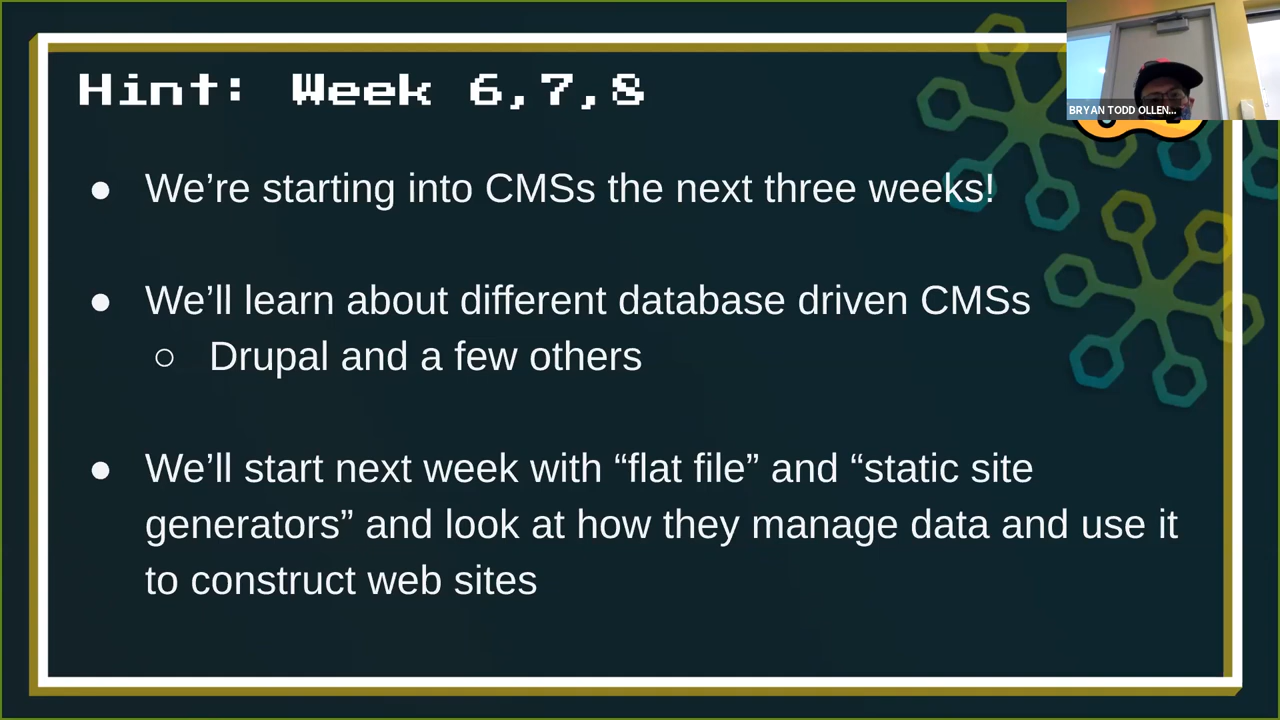 Hint: Week 6,7,8
BRYAN TODD OLLEN...
● We’re starting into CMSs the next three weeks!
● We’ll learn about different database driven CMSs
○ Drupal and a few others
● We’ll start next week with “flat file” and “static site
generators” and look at how they manage data and use it
to construct web sites